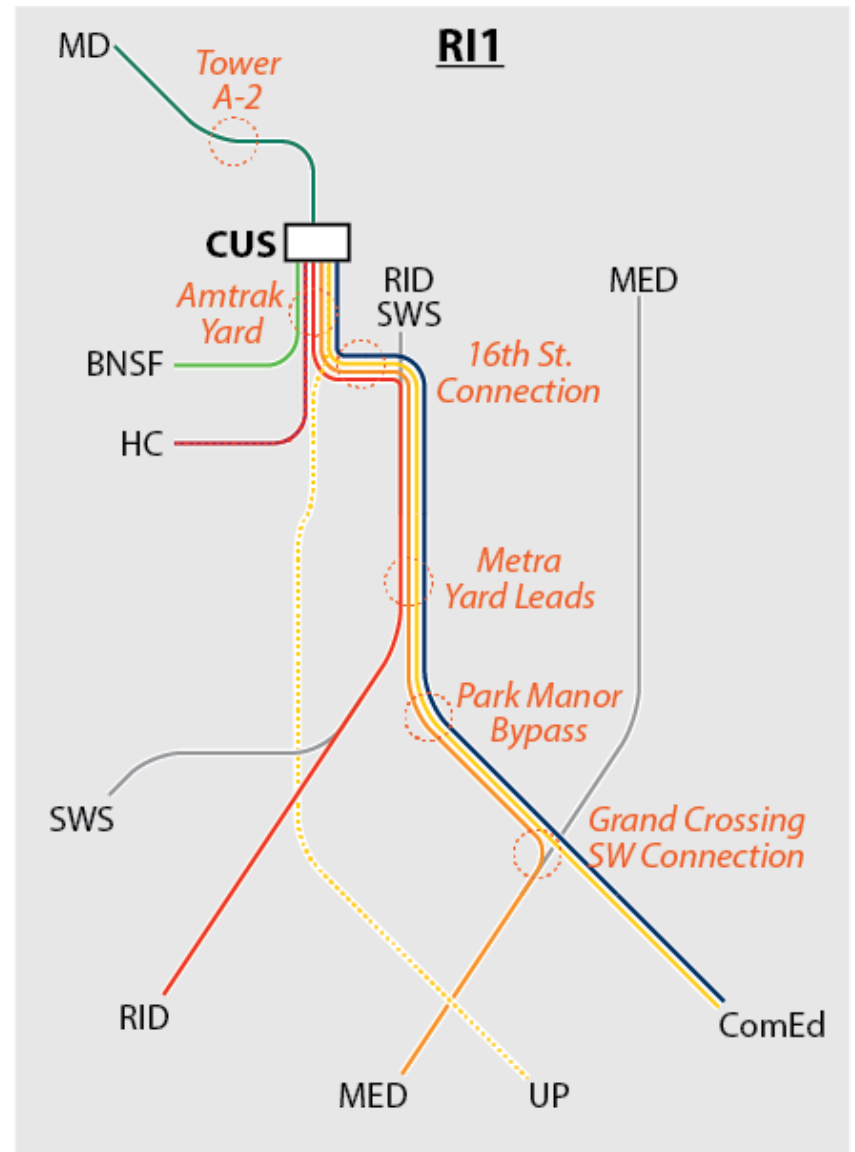 RI1
MD
Tower
A-2
CUS
Amtrak
Yard
RID
SWS
MED
BNSF
16th St.
Connection
HC
Metra
Yard Leads
Park Manor
Bypass
SWS
Grand Crossing
SW Connection
RID
ComEd
MED
UP